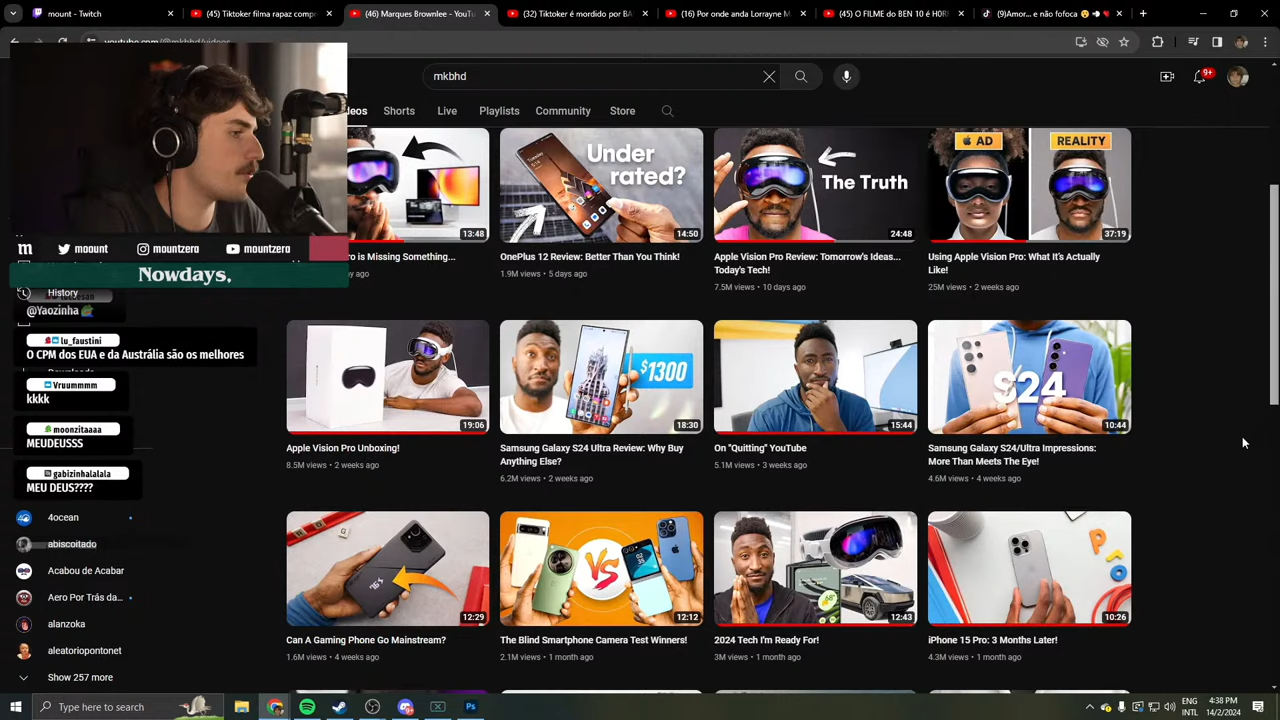 mount - Twitch
(45) Tiktoker filma rapaz compr
(46) Marques Brownlee - YouTu
(32) Tiktoker é mordido por BA
(16) Por onde anda Lorrayne M
(45) O FILME do BEN 10 é H0RF
(9)Amor... e não fofoca
youtube.com/@mkbhd/videos
mkbhd
9+
deos
Shorts
Live
Playlists
Community
Store
moount
mountzero
mountzera
Nowdays,
History
@Yaozinha
lu_faustini
O CPM dos EUA e da Austrália são os melhores
Vruummmm
kkkk
moonzitaaaa
MEUDEUSSS
gabizinhalalala
MEU DEUS????
4ocean
abiscoitado
Acabou de Acabar
Aero Por Trás da...
alanzoka
aleatoriopontonet
Show 257 more
13:48
Under
rated?
14:50
The Truth
24:48
AD
REALITY
37:19
ro is Missing Something...
OnePlus 12 Review: Better Than You Think!
1.9M views • 5 days ago
Apple Vision Pro Review: Tomorrow's Ideas... Today's Tech!
7.5M views • 10 days ago
Using Apple Vision Pro: What It's Actually Like!
25M views • 2 weeks ago
19:06
$1300
18:30
15:44
S24
10:44
Apple Vision Pro Unboxing!
8.5M views • 2 weeks ago
Samsung Galaxy S24 Ultra Review: Why Buy Anything Else?
6.2M views • 2 weeks ago
On "Quitting" YouTube
5.1M views • 3 weeks ago
Samsung Galaxy S24/Ultra Impressions: More Than Meets The Eye!
4.6M views • 4 weeks ago
12:29
VS
12:12
12:43
10:26
Can A Gaming Phone Go Mainstream?
1.6M views • 4 weeks ago
The Blind Smartphone Camera Test Winners!
2.1M views • 1 month ago
2024 Tech I'm Ready For!
3M views • 1 month ago
iPhone 15 Pro: 3 Months Later!
4.3M views • 1 month ago
Type here to search
ENG
INTL
4:38 PM
14/2/2024